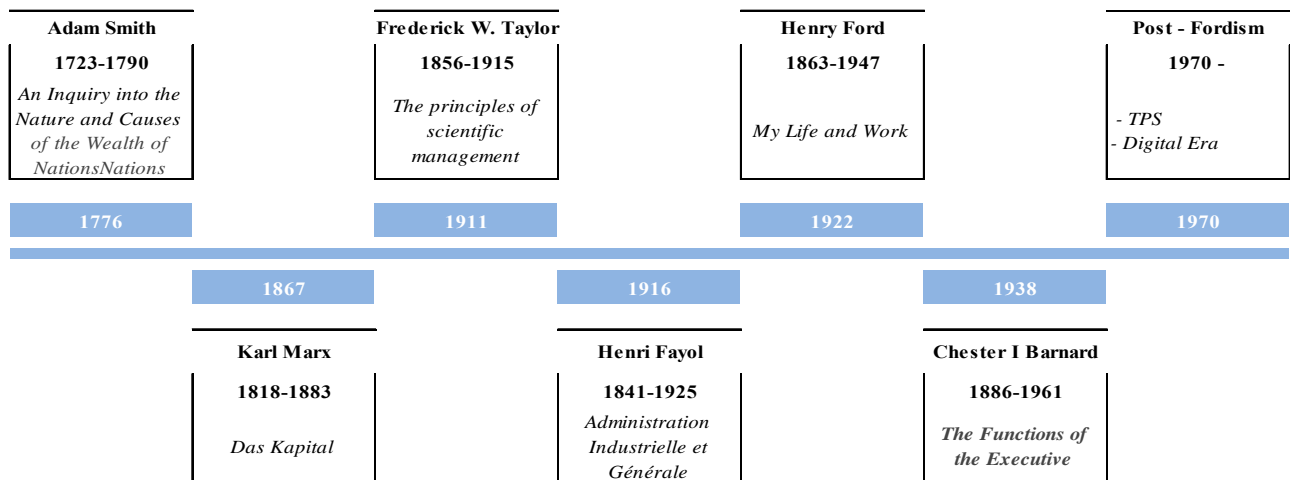 Adam Smith
1723-1790
An Inquiry into the
Nature and Causes
of the Wealth of
NationsNations
Frederick W. Taylor
1856-1915
The principles of
scientific
management
Henry Ford
1863-1947
My Life and Work
Post - Fordism
1970 -
- TPS
- Digital Era
1776
1911
1922
1970
1867
1916
1938
Karl Marx
1818-1883
Das Kapital
Henri Fayol
1841-1925
Administration
Industrielle et
Générale
Chester I Barnard
1886-1961
The Functions of
the Executive